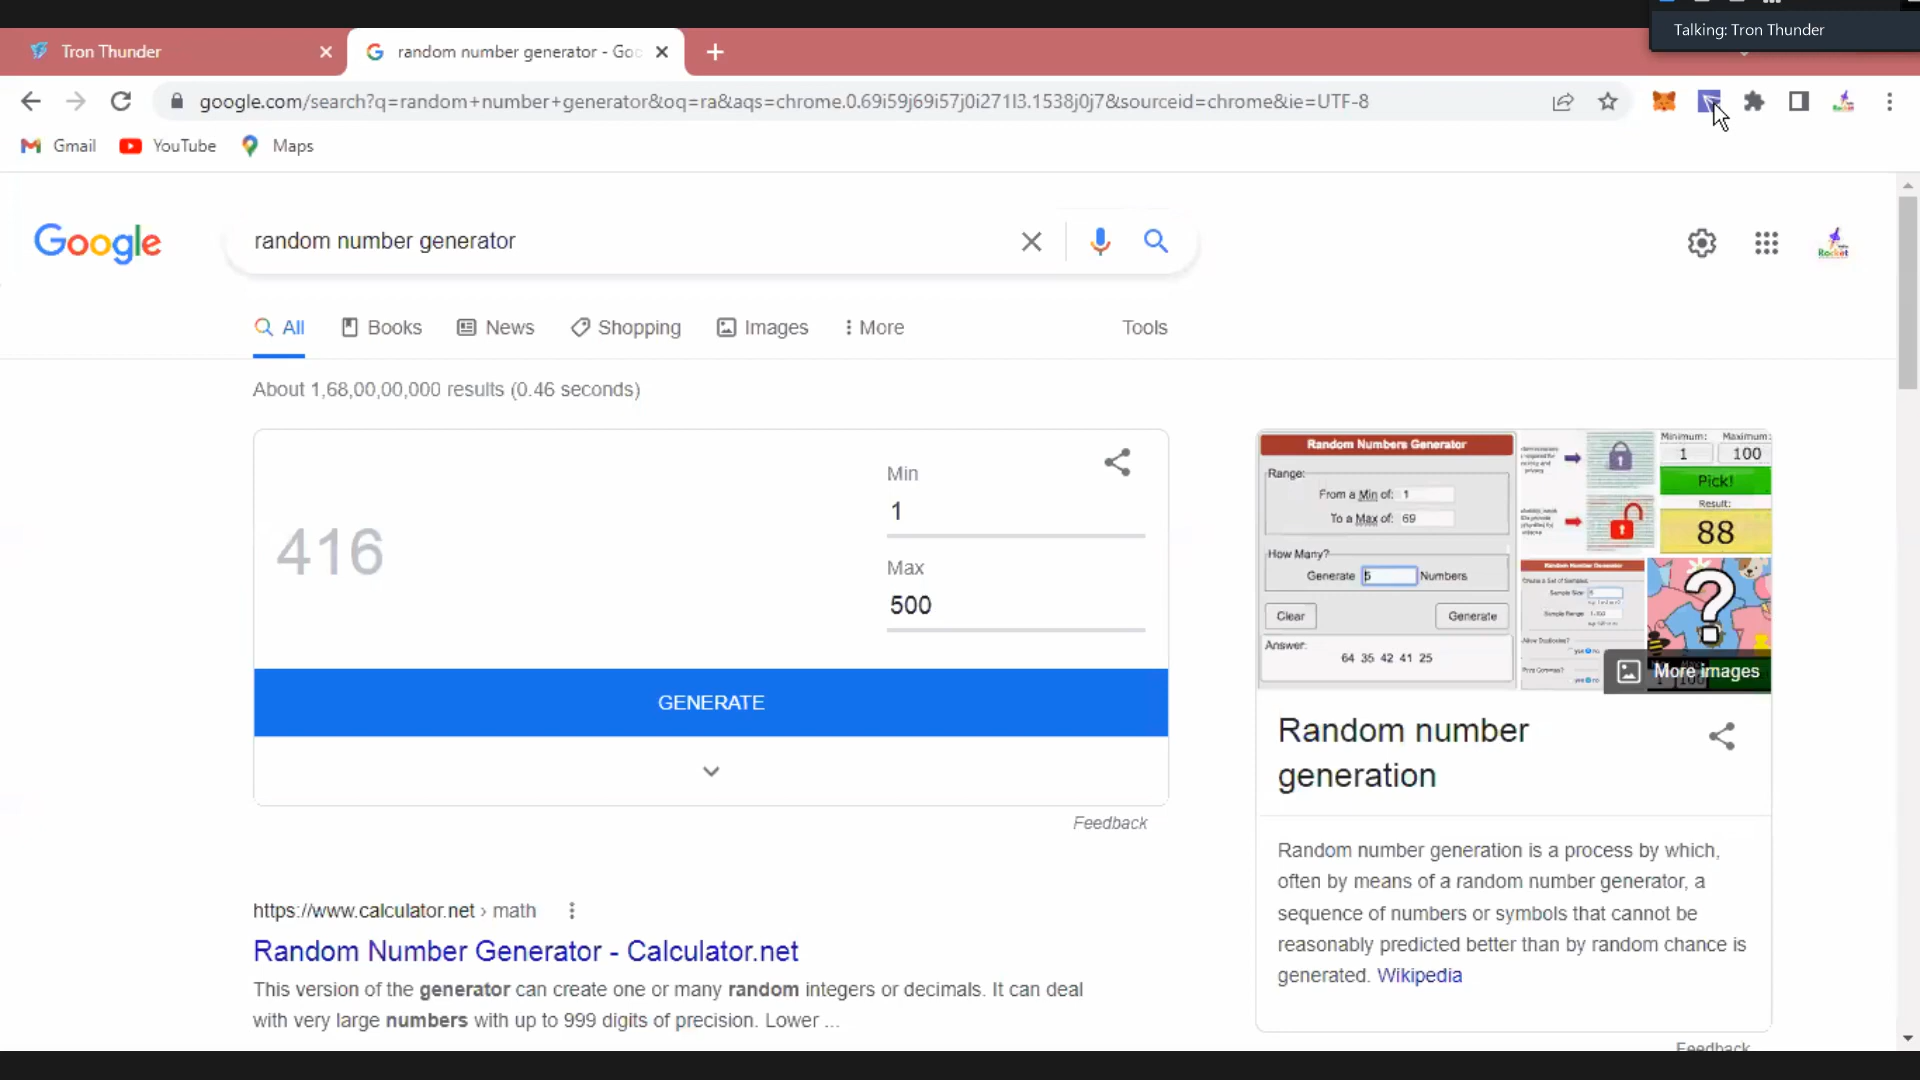 Talking: Tron Thunder
Tron Thunder
random number generator - Goo
google.com/search?q=random+number+generator&oq=ra&aqs=chrome.0.69i59j69i57j0i271l3.1538j0j7&sourceid=chrome&ie=UTF-8
Gmail YouTube Maps
Google
random number generator
Rocket
All Books News Shopping Images More Tools
About 1,68,00,00,000 results (0.46 seconds)
416
Min
1
Max
500
GENERATE
Feedback
https://www.calculator.net › math
Random Number Generator - Calculator.net
This version of the generator can create one or many random integers or decimals. It can deal
with very large numbers with up to 999 digits of precision. Lower ...
Random Numbers Generator
Range:
From a Min of: 1
To a Max of: 69
How Many?
Generate 5 Numbers
Clear Generate
Answer:
64 35 42 41 25
Minimum: Maximum:
1 100
Pick!
Result:
88
Random Number Generator
?
More images
Random number
generation
Random number generation is a process by which,
often by means of a random number generator, a
sequence of numbers or symbols that cannot be
reasonably predicted better than by random chance is
generated. Wikipedia
Feedback